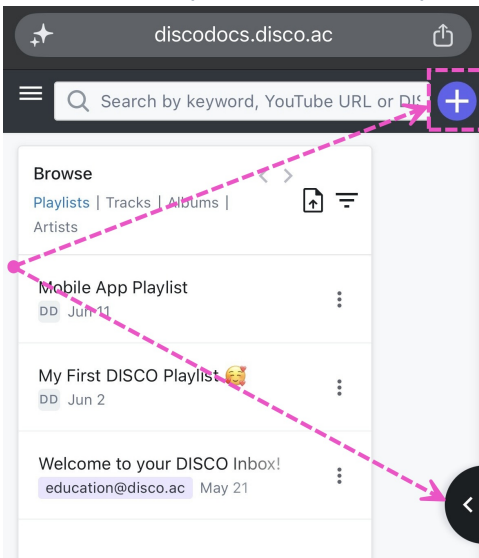 discodocs.disco.ac
Search by keyword, YouTube URL or DIS
Browse
Playlists | Tracks | Albums |
Artists
Mobile App Playlist
DD Jun 11
My First DISCO Playlist 🥰
DD Jun 2
Welcome to your DISCO Inbox!
education@disco.ac May 21